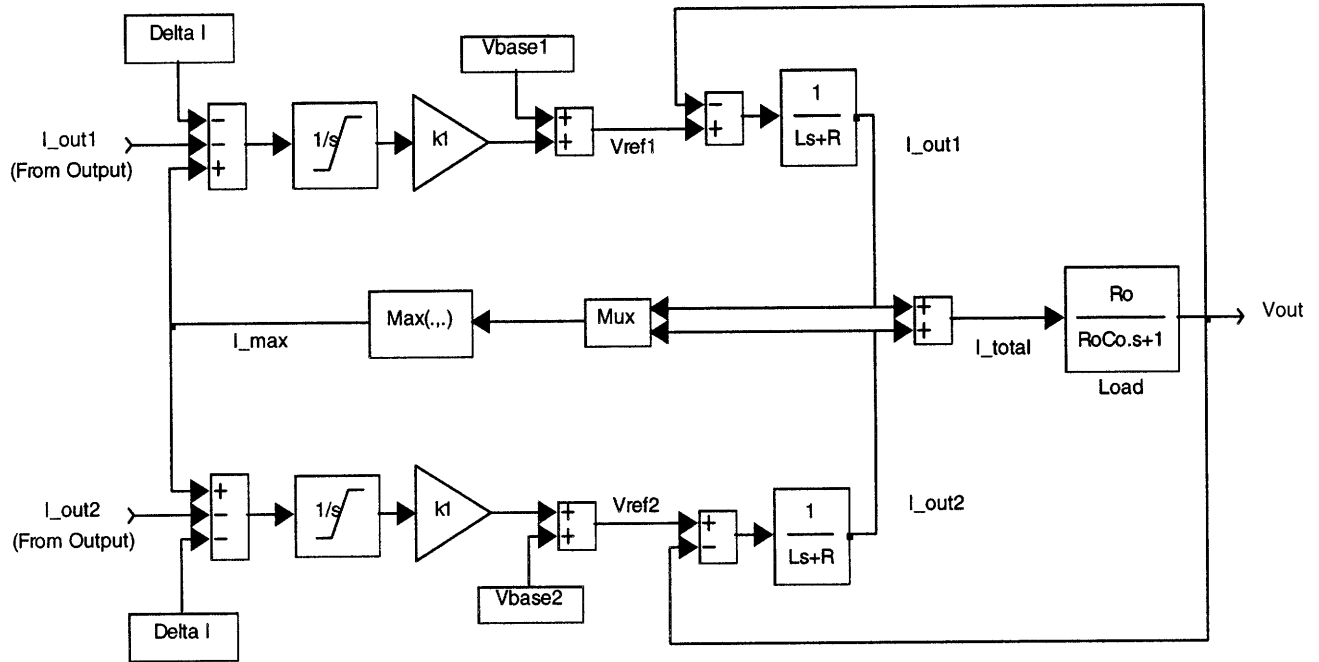 Delta I
Vbase1
I_out1
(From Output)
−
−
+
1/s
k1
+
+
Vref1
−
+
1
Ls+R
I_out1
I_max
Max(.,.)
Mux
+
+
I_total
Ro
RoCo.s+1
Load
Vout
I_out2
(From Output)
+
−
−
1/s
k1
+
+
Vref2
+
−
1
Ls+R
I_out2
Vbase2
Delta I